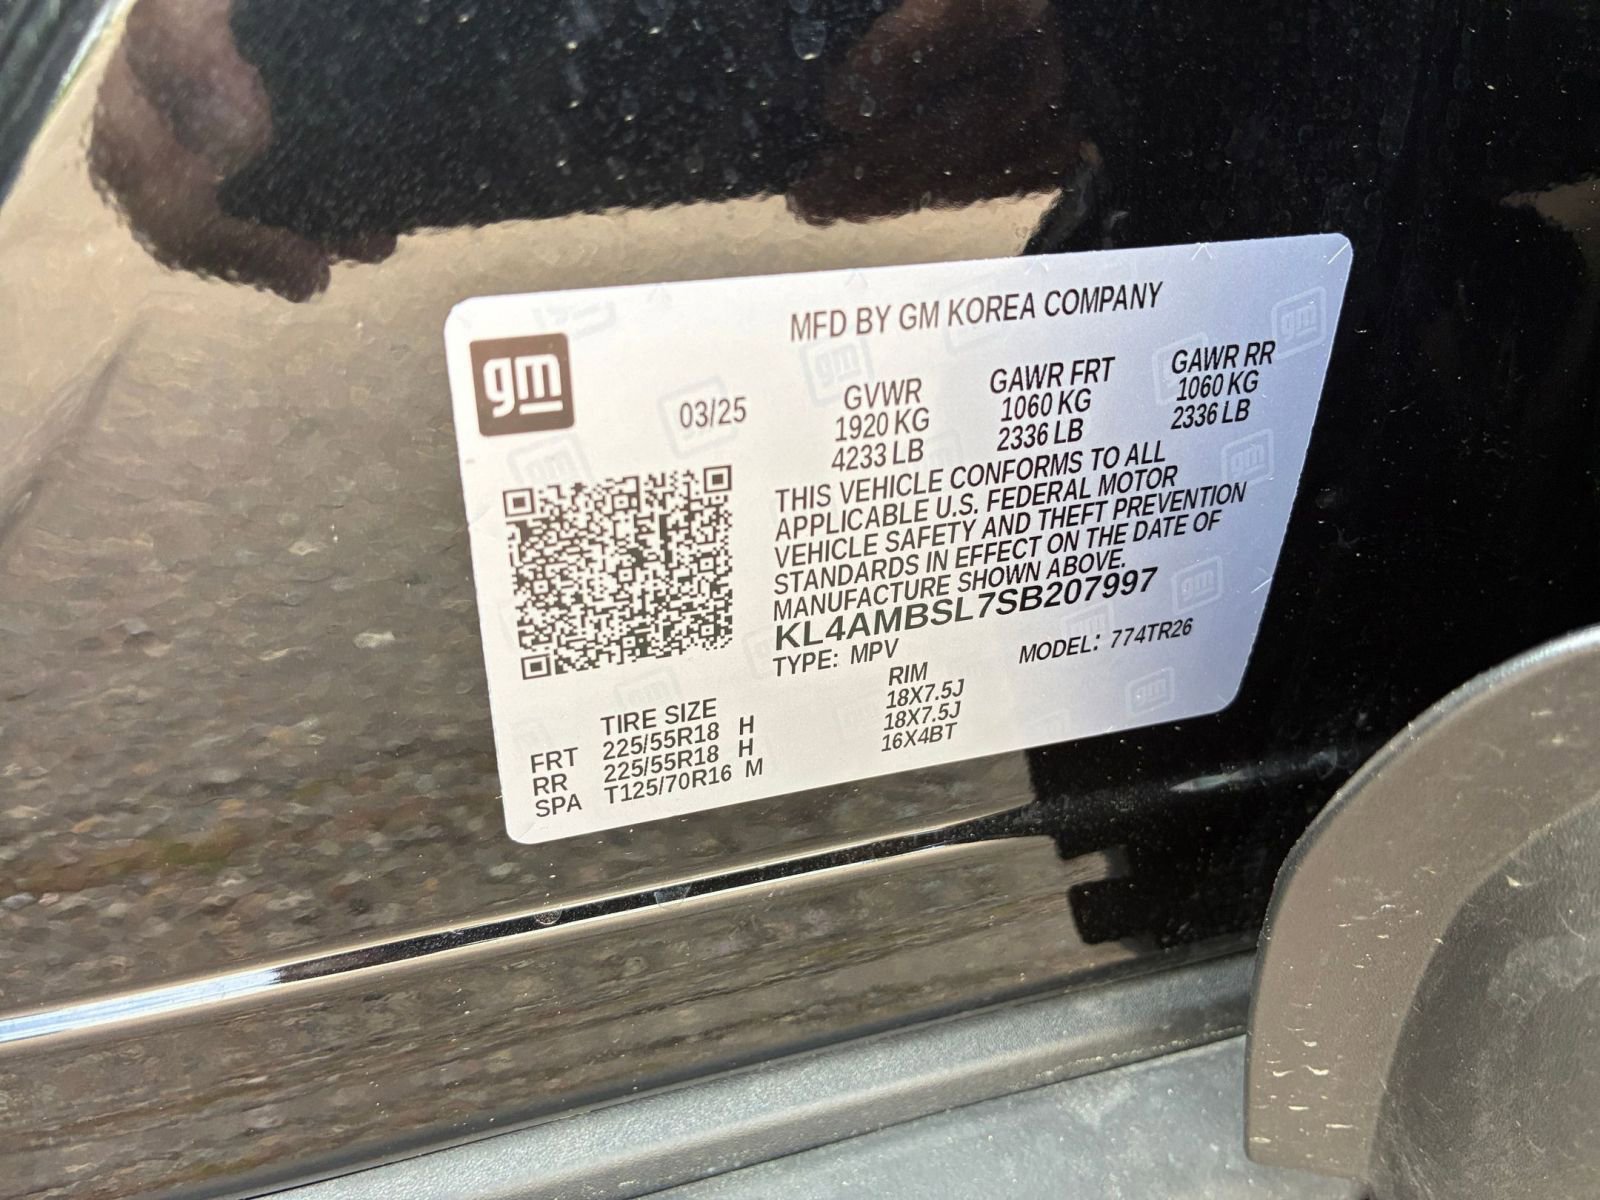 gm
MFD BY GM KOREA COMPANY
03/25
GVWR GAWR FRT GAWR RR
1920 KG 1060 KG 1060 KG
4233 LB 2336 LB 2336 LB
THIS VEHICLE CONFORMS TO ALL
APPLICABLE U.S. FEDERAL MOTOR
VEHICLE SAFETY AND THEFT PREVENTION
STANDARDS IN EFFECT ON THE DATE OF
MANUFACTURE SHOWN ABOVE.
KL4AMBSL7SB207997
TYPE: MPV MODEL: 774TR26
TIRE SIZE RIM
FRT 225/55R18 H 18X7.5J
RR 225/55R18 H 18X7.5J
SPA T125/70R16 M 16X4BT